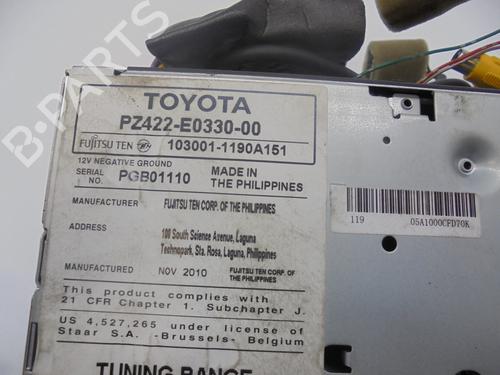 TOYOTA
PZ422-E0330-00
FUJITSU TEN 103001-1190A151
12V NEGATIVE GROUND
SERIAL NO. PGB01110
MADE IN THE PHILIPPINES
MANUFACTURER FUJITSU TEN CORP. OF THE PHILIPPINES
ADDRESS 100 South Science Avenue, Laguna
Technopark, Sta. Rosa, Laguna, Philippines
MANUFACTURED NOV 2010 FUJITSU TEN CORP. OF THE PHILIPPINES
This product complies with
21 CFR Chapter 1. Subchapter J.
US 4,527,265 under license of
Staar S.A. -Brussels- Belgium
TUNING RANGE
119 05A1000CFD70K
B-PARTS